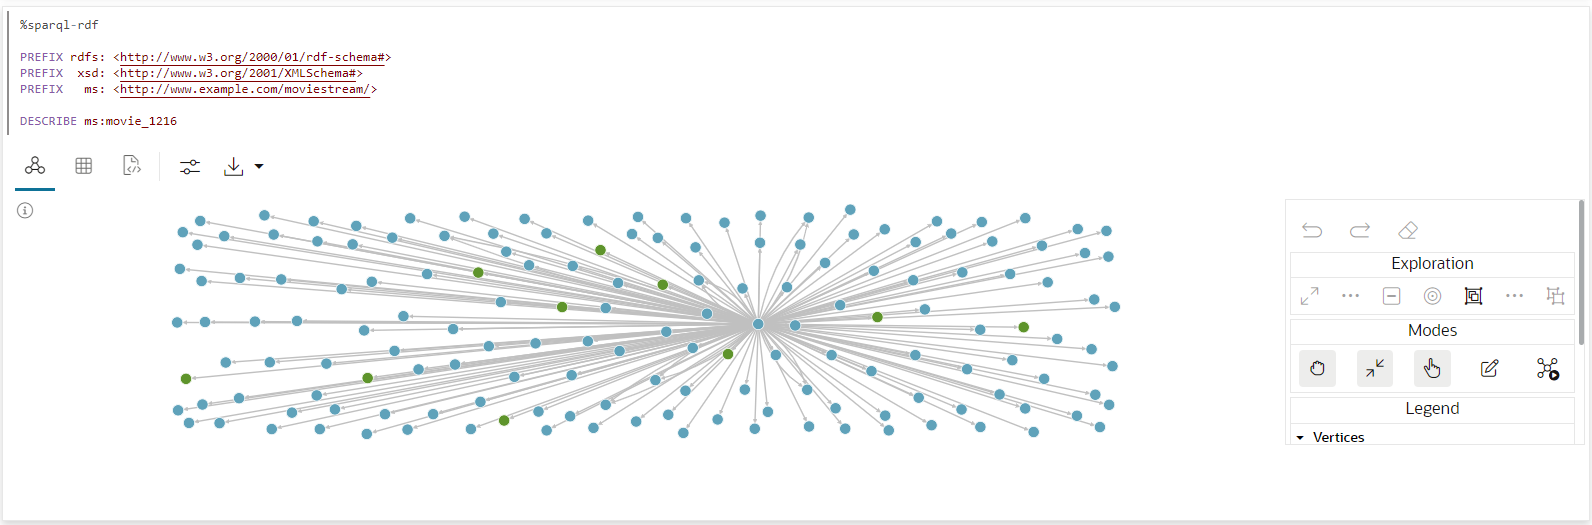 %sparql-rdf
PREFIX rdfs: <http://www.w3.org/2000/01/rdf-schema#>
PREFIX  xsd: <http://www.w3.org/2001/XMLSchema#>
PREFIX   ms: <http://www.example.com/moviestream/>
DESCRIBE ms:movie_1216
Exploration
Modes
Legend
Vertices